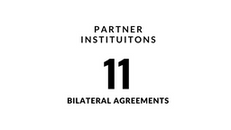 PARTNER
INSTITUITONS
11
BILATERAL AGREEMENTS